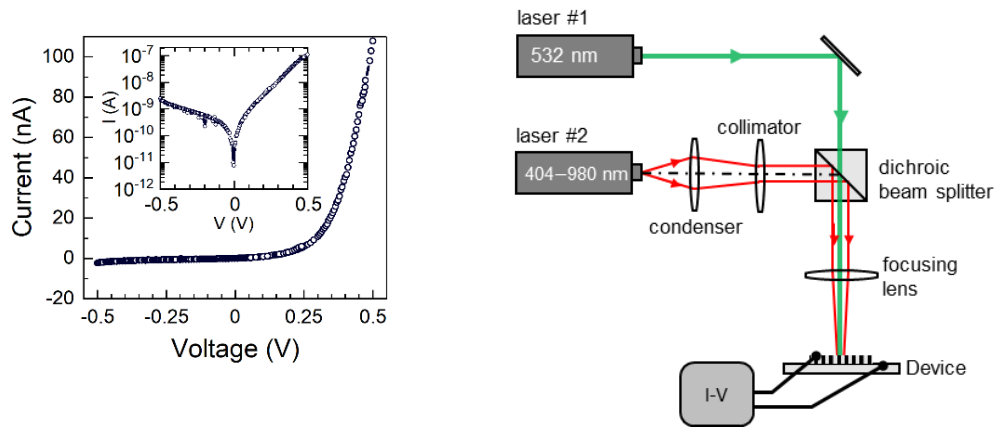 100
80
60
40
20
0
-20
Current (nA)
-0.5
-0.25
0
0.25
0.5
Voltage (V)
10-7
10-8
10-9
10-10
10-11
10-12
I (A)
-0.5
0
0.5
V (V)
laser #1
532 nm
laser #2
404–980 nm
collimator
condenser
dichroic
beam splitter
focusing
lens
Device
I-V